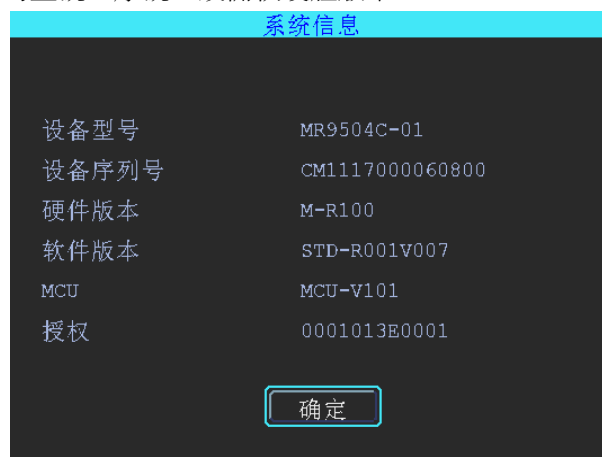 系统信息
设备型号 MR9504C-01
设备序列号 CM1117000060800
硬件版本 M-R100
软件版本 STD-R001V007
MCU MCU-V101
授权 0001013E0001
确定